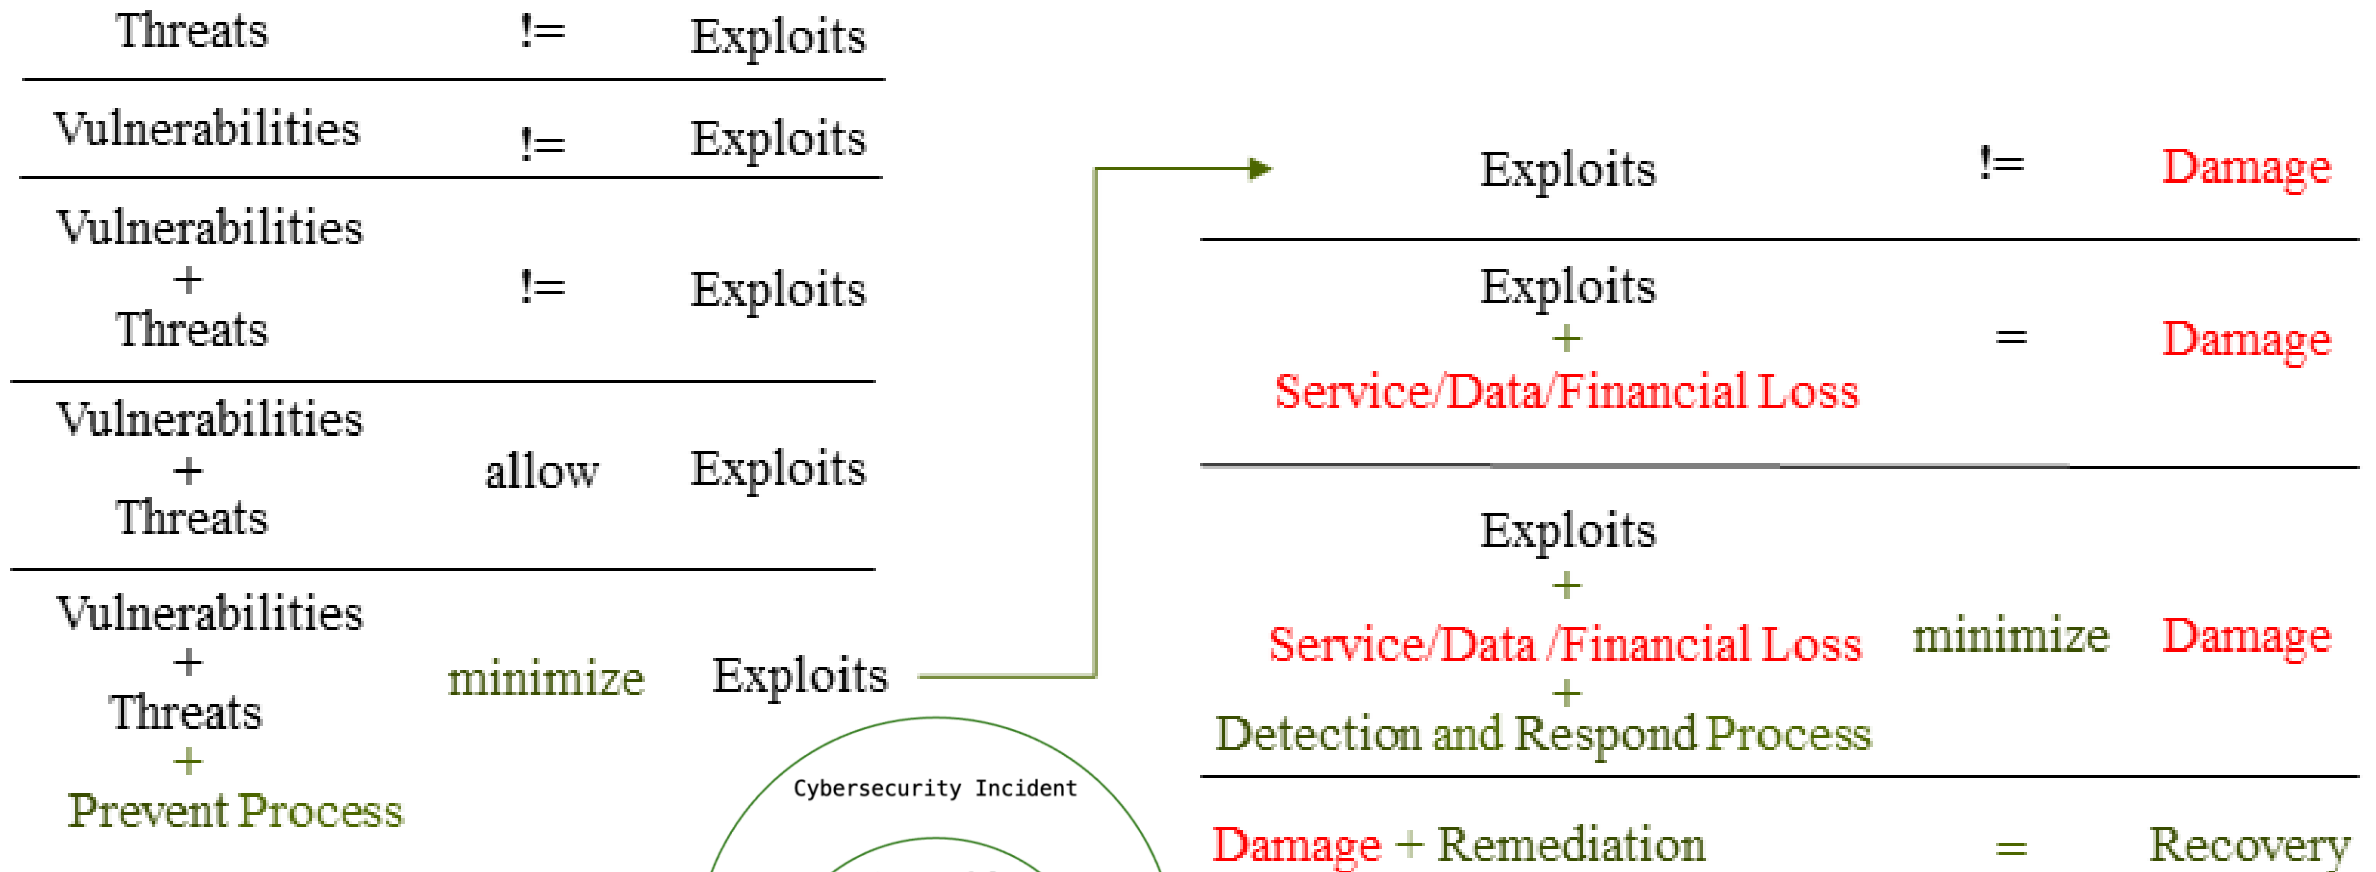 Threats != Exploits
Vulnerabilities != Exploits
Vulnerabilities
+
Threats
!= Exploits
Vulnerabilities
+
Threats
allow Exploits
Vulnerabilities
+
Threats
+
Prevent Process
minimize Exploits
Cybersecurity Incident
Exploits != Damage
Exploits
+
Service/Data/Financial Loss
= Damage
Exploits
+
Service/Data /Financial Loss
+
Detection and Respond Process
minimize Damage
Damage + Remediation = Recovery